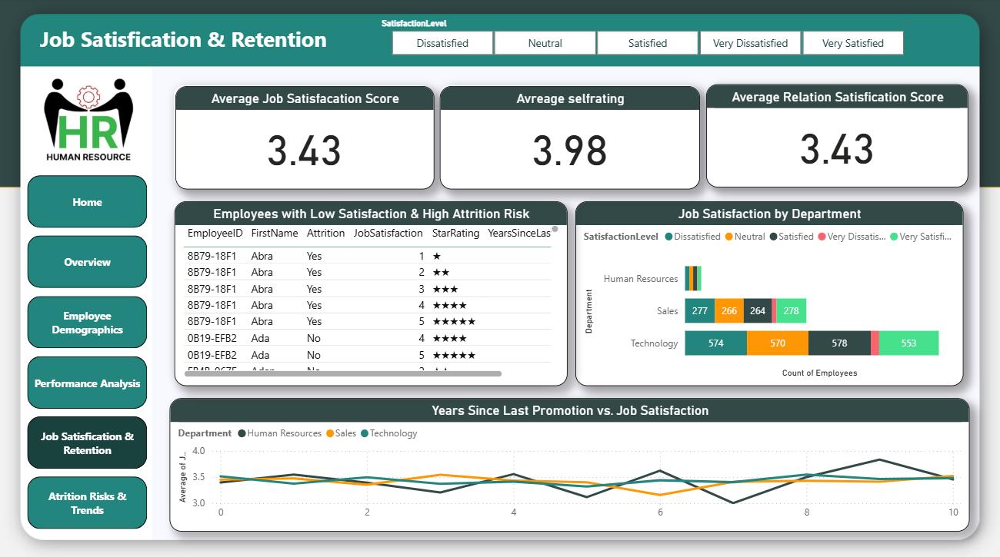 SatisfactionLevel
Job Satisfication & Retention
Dissatisfied
Neutral
Satisfied
Very Dissatisfied
Very Satisfied
HR
HUMAN RESOURCE
Home
Overview
Employee
Demographics
Performance Analysis
Job Satisfication &
Retention
Atrition Risks &
Trends
Average Job Satisfacation Score
3.43
Avreage selfrating
3.98
Average Relation Satisfication Score
3.43
Employees with Low Satisfaction & High Attrition Risk
EmployeeID FirstName Attrition JobSatisfaction StarRating YearsSinceLas
8B79-18F1 Abra Yes 1 ★
8B79-18F1 Abra Yes 2 ★★
8B79-18F1 Abra Yes 3 ★★★
8B79-18F1 Abra Yes 4 ★★★★
8B79-18F1 Abra Yes 5 ★★★★★
0B19-EFB2 Ada No 4 ★★★★
0B19-EFB2 Ada No 5 ★★★★★
Job Satisfaction by Department
SatisfactionLevel Dissatisfied Neutral Satisfied Very Dissatis... Very Satisfi...
Department
Human Resources
Sales 277 266 264 278
Technology 574 570 578 553
Count of Employees
Years Since Last Promotion vs. Job Satisfaction
Department Human Resources Sales Technology
Average of J...
4.0
3.5
3.0
0 2 4 6 8 10